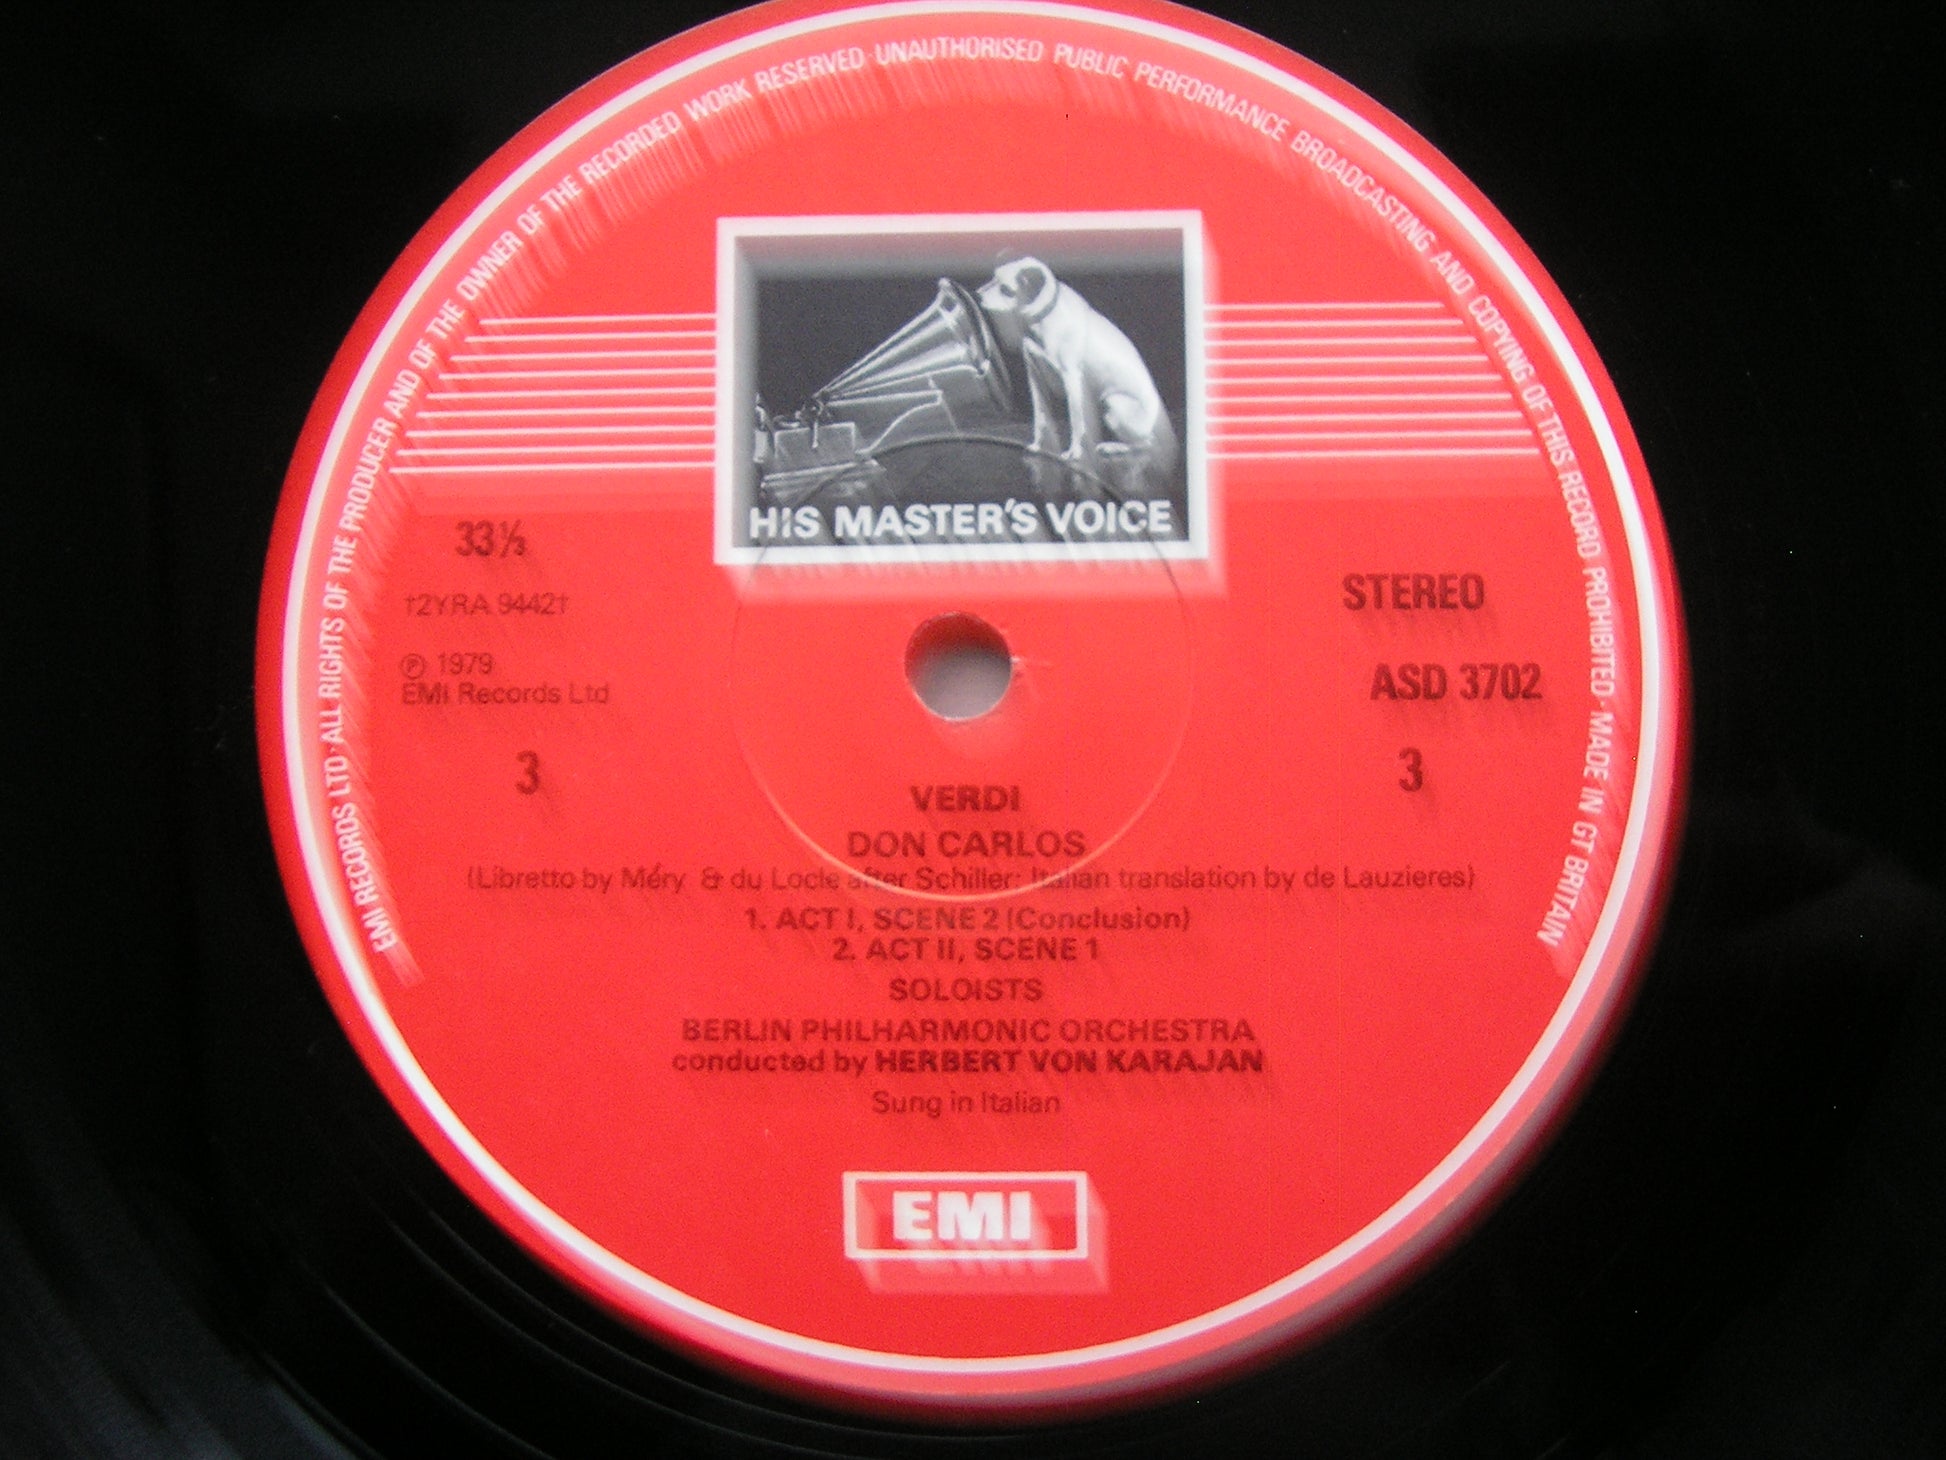 EMI RECORDS LTD · ALL RIGHTS OF THE PRODUCER AND OF THE OWNER OF THE RECORDED WORK RESERVED · UNAUTHORISED PUBLIC PERFORMANCE BROADCASTING AND COPYING OF THIS RECORD PROHIBITED · MADE IN GT BRITAIN
HIS MASTER'S VOICE
33⅓
†2YRA 9442†
℗ 1979
EMI Records Ltd
3
STEREO
ASD 3702
3
VERDI
DON CARLOS
(Libretto by Méry & du Locle after Schiller: Italian translation by de Lauzieres)
1. ACT I, SCENE 2 (Conclusion)
2. ACT II, SCENE 1
SOLOISTS
BERLIN PHILHARMONIC ORCHESTRA
conducted by HERBERT VON KARAJAN
Sung in Italian
EMI